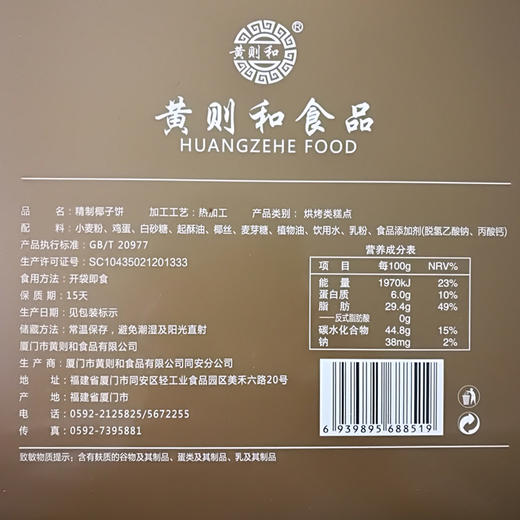 黄则和
®
黄则和食品
HUANGZEHE FOOD
品 名：精制椰子饼 加工工艺：热加工 产品类别：烘烤类糕点
配 料：小麦粉、鸡蛋、白砂糖、起酥油、椰丝、麦芽糖、植物油、饮用水、乳粉、食品添加剂(脱氢乙酸钠、丙酸钙)
产品执行标准：GB/T 20977
生产许可证号：SC10435021201333
食用方法：开袋即食
保 质 期：15天
生产日期：见包装标示
储藏方法：常温保存，避免潮湿及阳光直射
厦门市黄则和食品有限公司
生 产 商：厦门市黄则和食品有限公司同安分公司
地 址：福建省厦门市同安区轻工业食品园区美禾六路20号
产 地：福建省厦门市
电 话：0592-2125825/5672255
传 真：0592-7395881
营养成分表
项目 每100g NRV%
能 量 1970kJ 23%
蛋白质 6.0g 10%
脂 肪 29.4g 49%
—反式脂肪酸 0g
碳水化合物 44.8g 15%
钠 38mg 2%
6 939895 688519
致敏物质提示：含有麸质的谷物及其制品、蛋类及其制品、乳及其制品